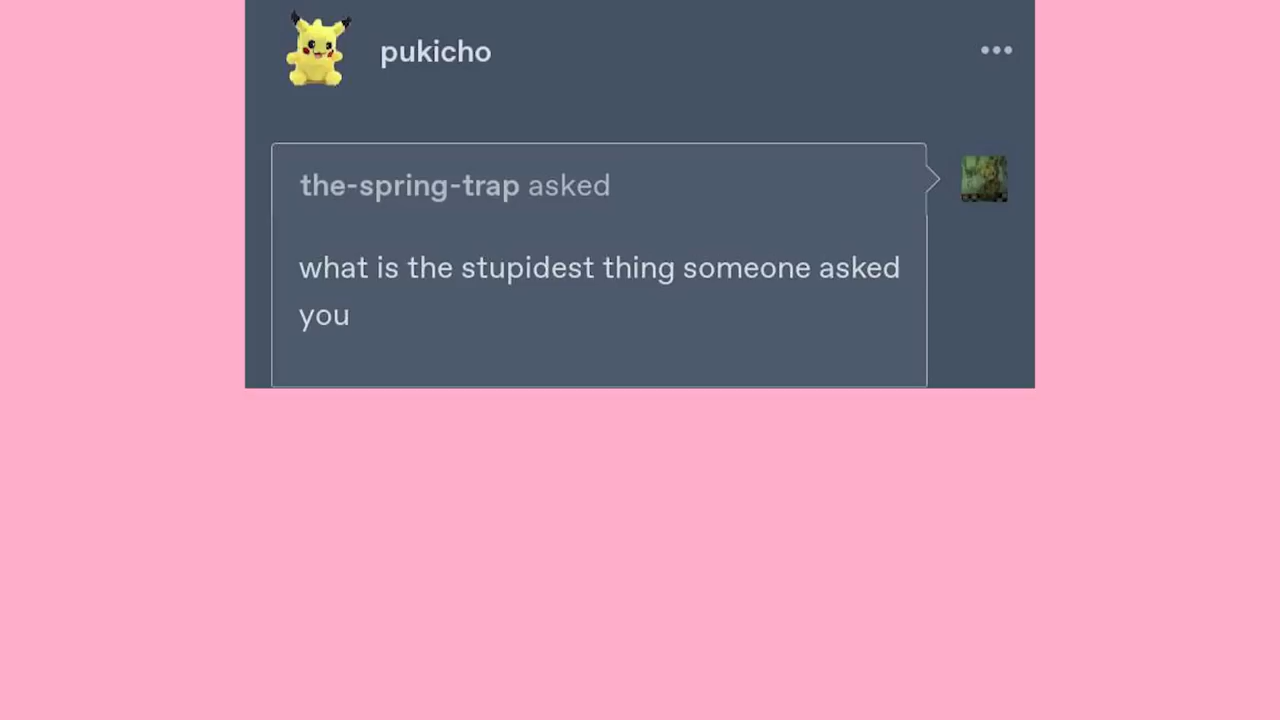 pukicho
the-spring-trap asked
what is the stupidest thing someone asked
you